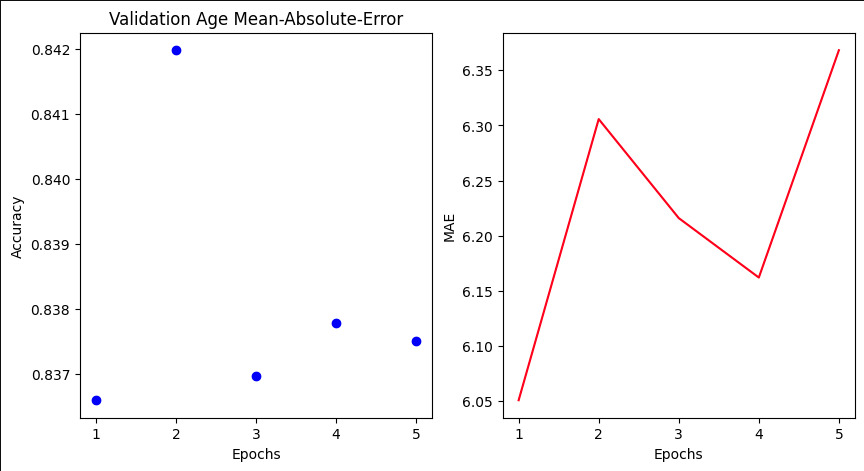 Validation Age Mean-Absolute-Error
0.842
0.841
0.840
0.839
0.838
0.837
Accuracy
1 2 3 4 5
Epochs
6.35
6.30
6.25
6.20
6.15
6.10
6.05
MAE
1 2 3 4 5
Epochs